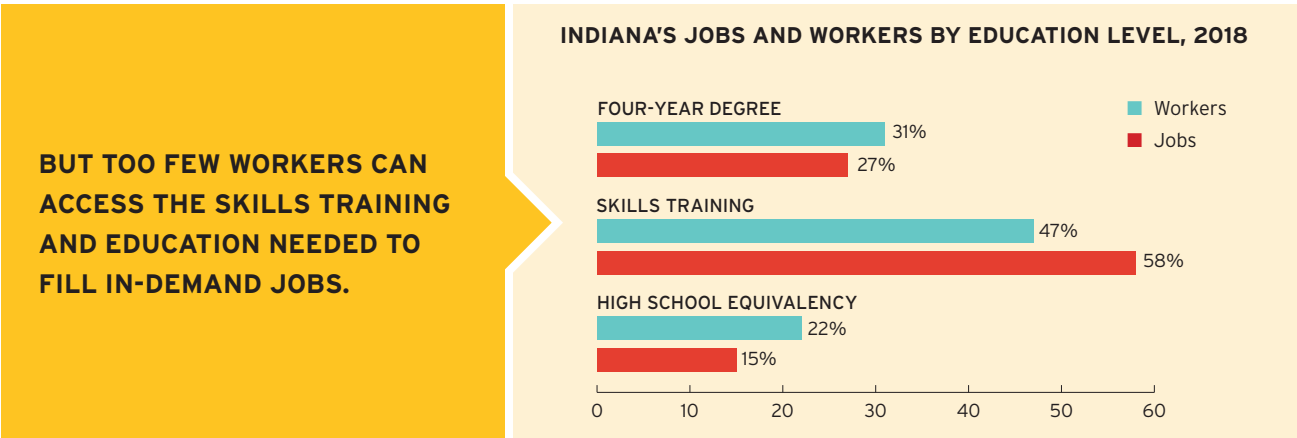 BUT TOO FEW WORKERS CAN
ACCESS THE SKILLS TRAINING
AND EDUCATION NEEDED TO
FILL IN-DEMAND JOBS.
INDIANA'S JOBS AND WORKERS BY EDUCATION LEVEL, 2018
Workers
Jobs
FOUR-YEAR DEGREE
31%
27%
SKILLS TRAINING
47%
58%
HIGH SCHOOL EQUIVALENCY
22%
15%
0 10 20 30 40 50 60